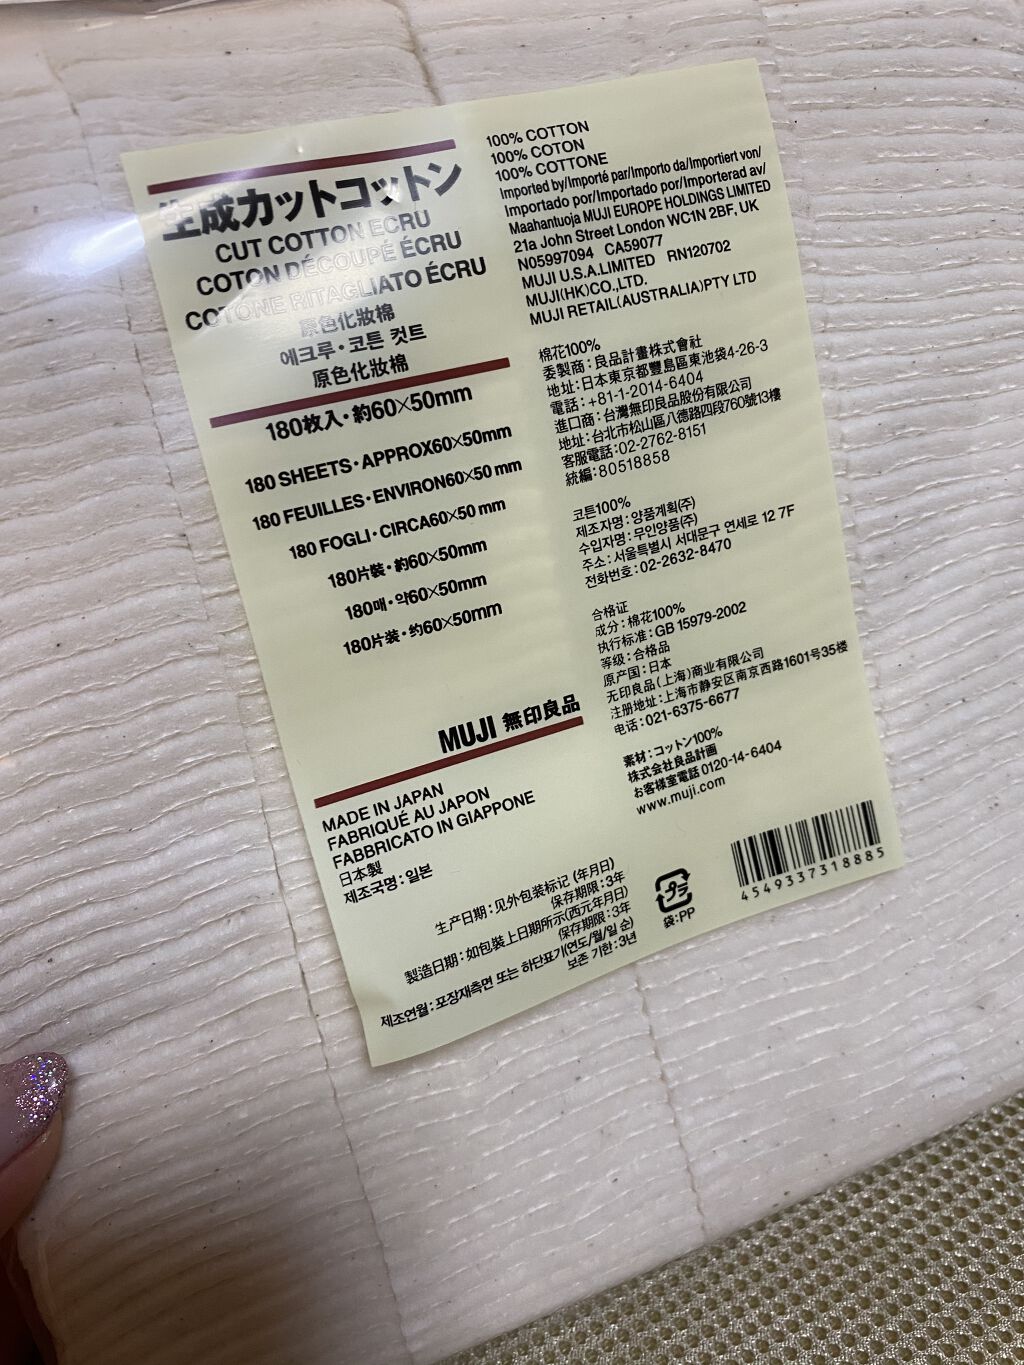 生成カットコットン
CUT COTTON ECRU
COTON DÉCOUPÉ ÉCRU
COTONE RITAGLIATO ÉCRU
原色化妝棉
에크루・코튼 컷트
原色化妝棉
180枚入・約60×50mm
180 SHEETS・APPROX60×50mm
180 FEUILLES・ENVIRON60×50 mm
180 FOGLI・CIRCA60×50 mm
180片裝・約60×50mm
180매・약60×50mm
180片装・约60×50mm
MUJI 無印良品
MADE IN JAPAN
FABRIQUÉ AU JAPON
FABBRICATO IN GIAPPONE
日本製
제조국명：일본
生产日期：见外包装标记 (年月日)
保存期限：3年
製造日期：如包裝上日期所示(西元年月日)
保存期限：3年
제조연월：포장재측면 또는 하단표기(연도/월/일 순)
보존 기한：3년
100% COTTON
100% COTON
100% COTTONE
Imported by/Importé par/Importo da/Importiert von/
Importado por/Importado por/Importerad av/
Maahantuoja MUJI EUROPE HOLDINGS LIMITED
21a John Street London WC1N 2BF, UK
N05997094 CA59077
MUJI U.S.A.LIMITED RN120702
MUJI(HK)CO.,LTD.
MUJI RETAIL(AUSTRALIA)PTY LTD
棉花100%
委製商：良品計畫株式會社
地址：日本東京都豐島區東池袋4-26-3
電話：+81-1-2014-6404
進口商：台灣無印良品股份有限公司
地址：台北市松山區八德路四段760號13樓
客服電話：02-2762-8151
統編：80518858
코튼100%
제조자명：양품계획(주)
수입자명：무인양품(주)
주소：서울특별시 서대문구 연세로 12 7F
전화번호：02-2632-8470
合格证
成分：棉花100%
执行标准：GB 15979-2002
等级：合格品
原产国：日本
无印良品(上海)商业有限公司
注册地址：上海市静安区南京西路1601号35楼
电话：021-6375-6677
素材：コットン100%
株式会社良品計画
お客様室電話 0120-14-6404
www.muji.com
4549337318885
プラ
袋：PP